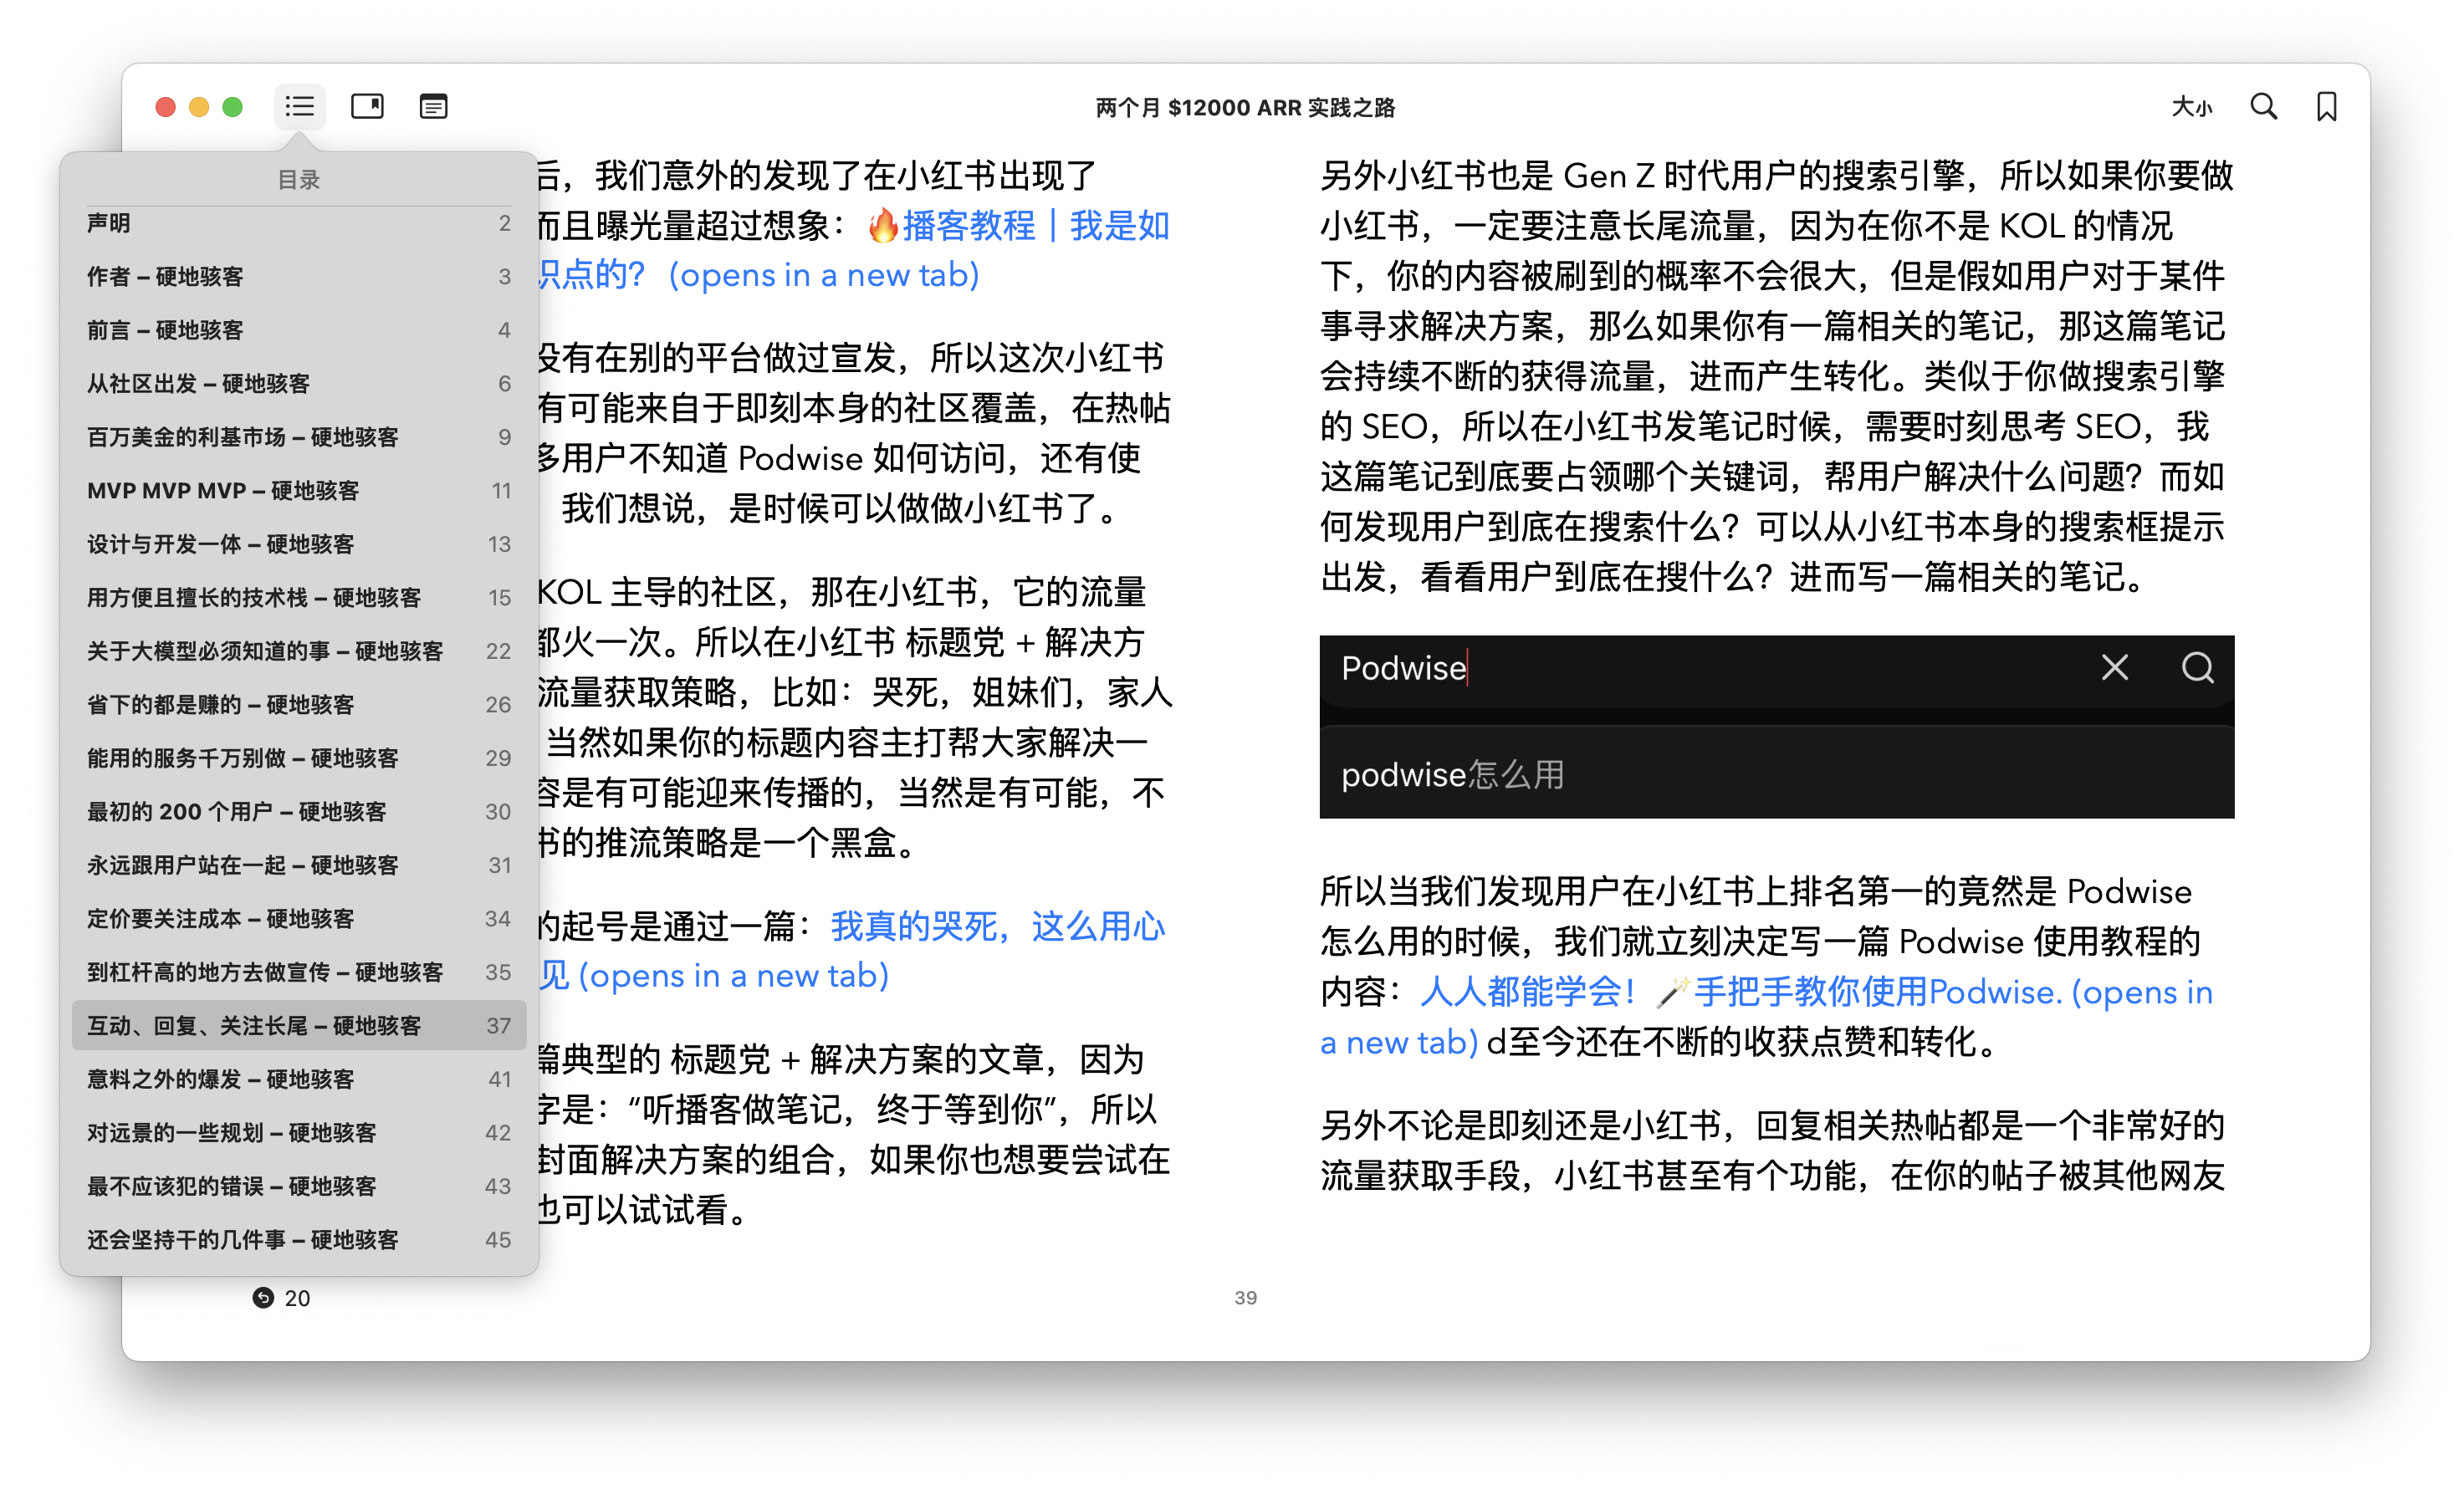 两个月 $12000 ARR 实践之路
大小
目录
声明 2
作者 – 硬地骇客 3
前言 – 硬地骇客 4
从社区出发 – 硬地骇客 6
百万美金的利基市场 – 硬地骇客 9
MVP MVP MVP – 硬地骇客 11
设计与开发一体 – 硬地骇客 13
用方便且擅长的技术栈 – 硬地骇客 15
关于大模型必须知道的事 – 硬地骇客 22
省下的都是赚的 – 硬地骇客 26
能用的服务千万别做 – 硬地骇客 29
最初的 200 个用户 – 硬地骇客 30
永远跟用户站在一起 – 硬地骇客 31
定价要关注成本 – 硬地骇客 34
到杠杆高的地方去做宣传 – 硬地骇客 35
互动、回复、关注长尾 – 硬地骇客 37
意料之外的爆发 – 硬地骇客 41
对远景的一些规划 – 硬地骇客 42
最不应该犯的错误 – 硬地骇客 43
还会坚持干的几件事 – 硬地骇客 45
后，我们意外的发现了在小红书出现了
而且曝光量超过想象：🔥播客教程｜我是如
识点的？(opens in a new tab)
没有在别的平台做过宣发，所以这次小红书
有可能来自于即刻本身的社区覆盖，在热帖
多用户不知道 Podwise 如何访问，还有使
我们想说，是时候可以做做小红书了。
KOL 主导的社区，那在小红书，它的流量
都火一次。所以在小红书 标题党 + 解决方
流量获取策略，比如：哭死，姐妹们，家人
当然如果你的标题内容主打帮大家解决一
容是有可能迎来传播的，当然是有可能，不
书的推流策略是一个黑盒。
的起号是通过一篇：我真的哭死，这么用心
见 (opens in a new tab)
篇典型的 标题党 + 解决方案的文章，因为
字是：“听播客做笔记，终于等到你”，所以
封面解决方案的组合，如果你也想要尝试在
也可以试试看。
另外小红书也是 Gen Z 时代用户的搜索引擎，所以如果你要做
小红书，一定要注意长尾流量，因为在你不是 KOL 的情况
下，你的内容被刷到的概率不会很大，但是假如用户对于某件
事寻求解决方案，那么如果你有一篇相关的笔记，那这篇笔记
会持续不断的获得流量，进而产生转化。类似于你做搜索引擎
的 SEO，所以在小红书发笔记时候，需要时刻思考 SEO，我
这篇笔记到底要占领哪个关键词，帮用户解决什么问题？而如
何发现用户到底在搜索什么？可以从小红书本身的搜索框提示
出发，看看用户到底在搜什么？进而写一篇相关的笔记。
Podwise
podwise怎么用
所以当我们发现用户在小红书上排名第一的竟然是 Podwise
怎么用的时候，我们就立刻决定写一篇 Podwise 使用教程的
内容：人人都能学会！🪄手把手教你使用Podwise. (opens in
a new tab) d至今还在不断的收获点赞和转化。
另外不论是即刻还是小红书，回复相关热帖都是一个非常好的
流量获取手段，小红书甚至有个功能，在你的帖子被其他网友
20
39